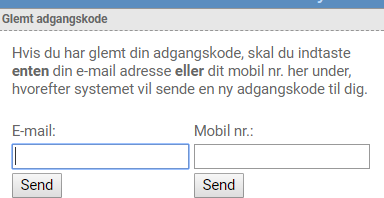 Glemt adgangskode
Hvis du har glemt din adgangskode, skal du indtaste
enten din e-mail adresse eller dit mobil nr. her under,
hvorefter systemet vil sende en ny adgangskode til dig.
E-mail: Mobil nr.:
Send Send